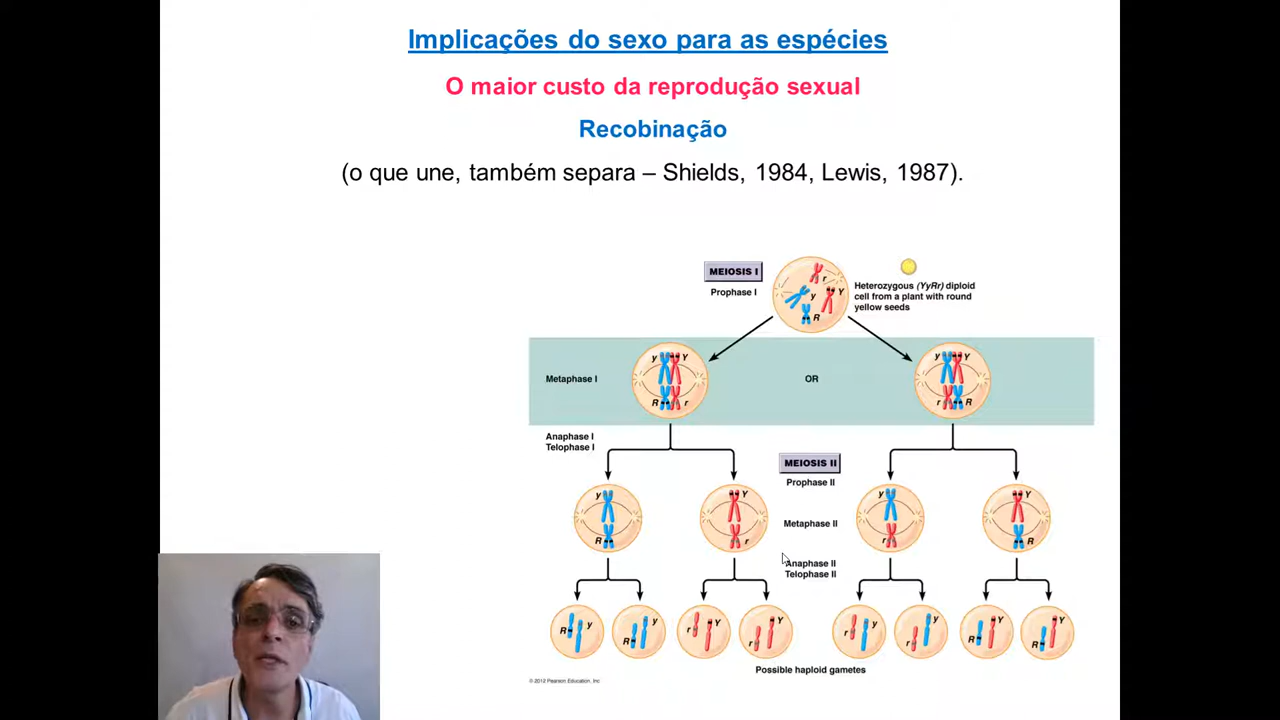 Implicações do sexo para as espécies
O maior custo da reprodução sexual
Recobinação
(o que une, também separa – Shields, 1984, Lewis, 1987).
MEIOSIS I
Prophase I
r
y
Y
R
Heterozygous (YyRr) diploid
cell from a plant with round
yellow seeds
Metaphase I
y Y
R r
OR
y Y
r R
Anaphase I
Telophase I
MEIOSIS II
Prophase II
Metaphase II
y
R
Y
r
y
r
Y
R
Anaphase II
Telophase II
R y
R y
r Y
r Y
r y
r y
R Y
R Y
Possible haploid gametes
© 2012 Pearson Education, Inc